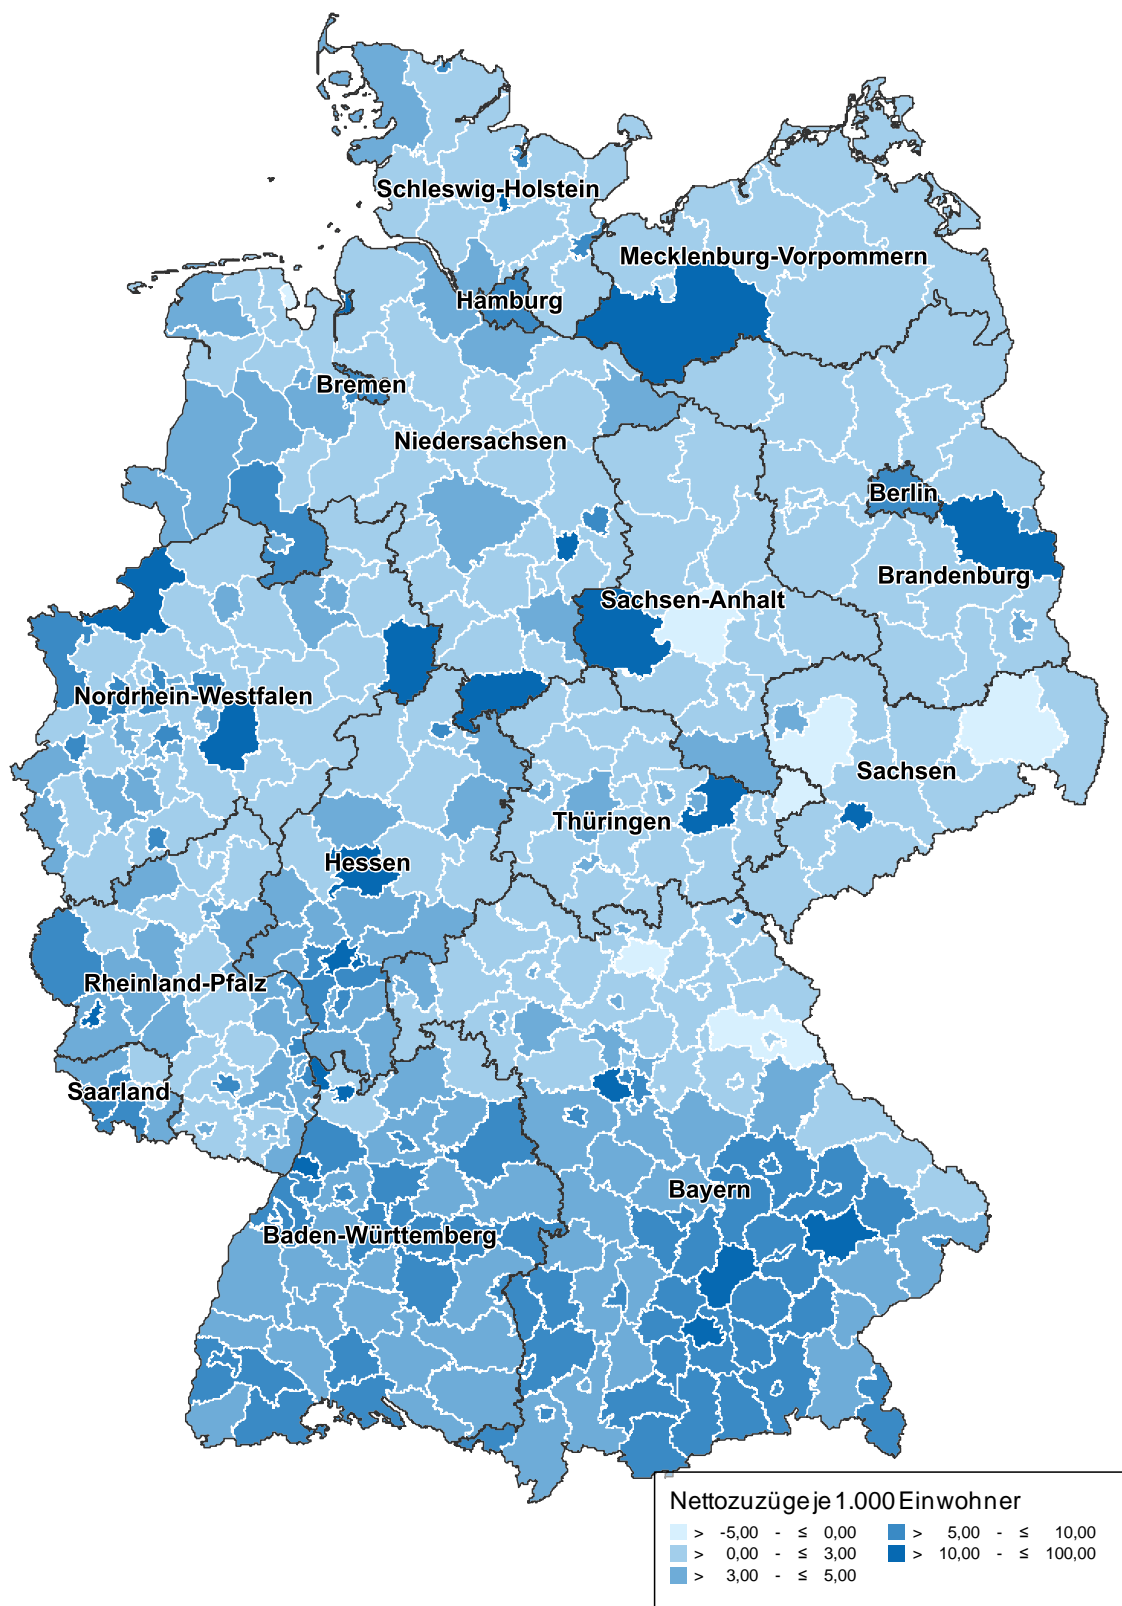 Schleswig-Holstein
Mecklenburg-Vorpommern
Hamburg
Bremen
Niedersachsen
Berlin
Brandenburg
Sachsen-Anhalt
Nordrhein-Westfalen
Sachsen
Thüringen
Hessen
Rheinland-Pfalz
Saarland
Bayern
Baden-Württemberg
Nettozuzüge je 1.000 Einwohner
> -5,00 - ≤ 0,00 > 5,00 - ≤ 10,00
> 0,00 - ≤ 3,00 > 10,00 - ≤ 100,00
> 3,00 - ≤ 5,00